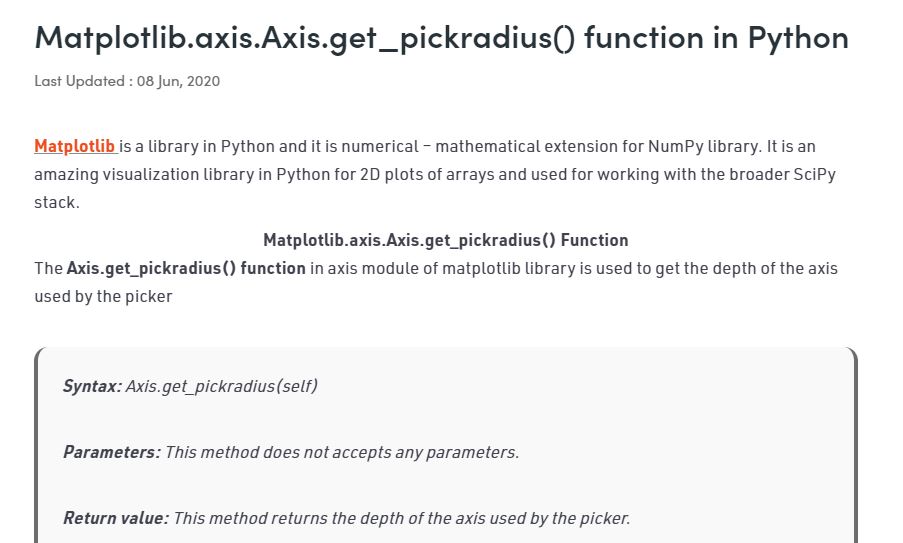 Matplotlib.axis.Axis.get_pickradius() function in Python
Last Updated : 08 Jun, 2020
Matplotlib is a library in Python and it is numerical – mathematical extension for NumPy library. It is an
amazing visualization library in Python for 2D plots of arrays and used for working with the broader SciPy
stack.
Matplotlib.axis.Axis.get_pickradius() Function
The Axis.get_pickradius() function in axis module of matplotlib library is used to get the depth of the axis
used by the picker
Syntax: Axis.get_pickradius(self)
Parameters: This method does not accepts any parameters.
Return value: This method returns the depth of the axis used by the picker.